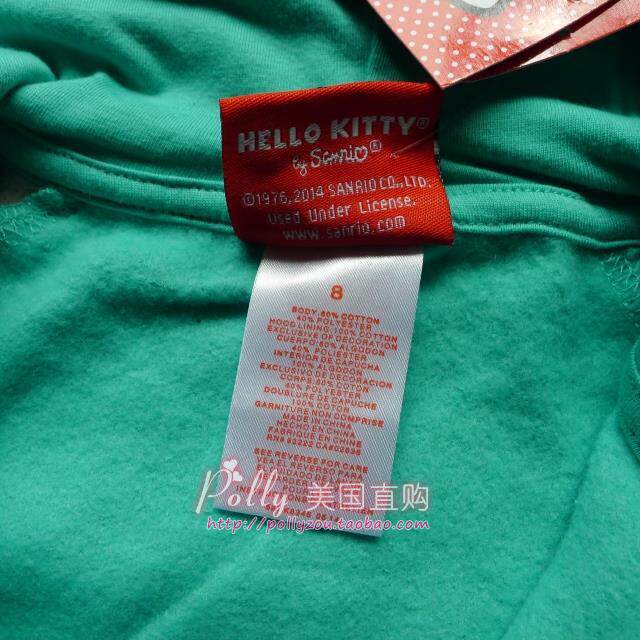 HELLO KITTY®
by Sanrio®
©1976, 2014 SANRIO CO., LTD.
Used Under License.
www.sanrio.com
8
BODY 60% COTTON
40% POLYESTER
HOOD LINING:100% COTTON
EXCLUSIVE OF DECORATION
CUERPO:60% ALGODON
40% POLIESTER
INTERIOR DE CAPUCHA
100% ALGODON
EXCLUSIVO DE DECORACION
CORPS:60% COTON
40% POLYESTER
DOUBLURE DE CAPUCHE
100% COTON
GARNITURE NON COMPRISE
MADE IN CHINA
HECHO EN CHINA
FABRIQUE EN CHINE
SEE REVERSE FOR CARE
VEA EL REVERSO PARA
Polly 美国直购
http://pollyzou.taobao.com/